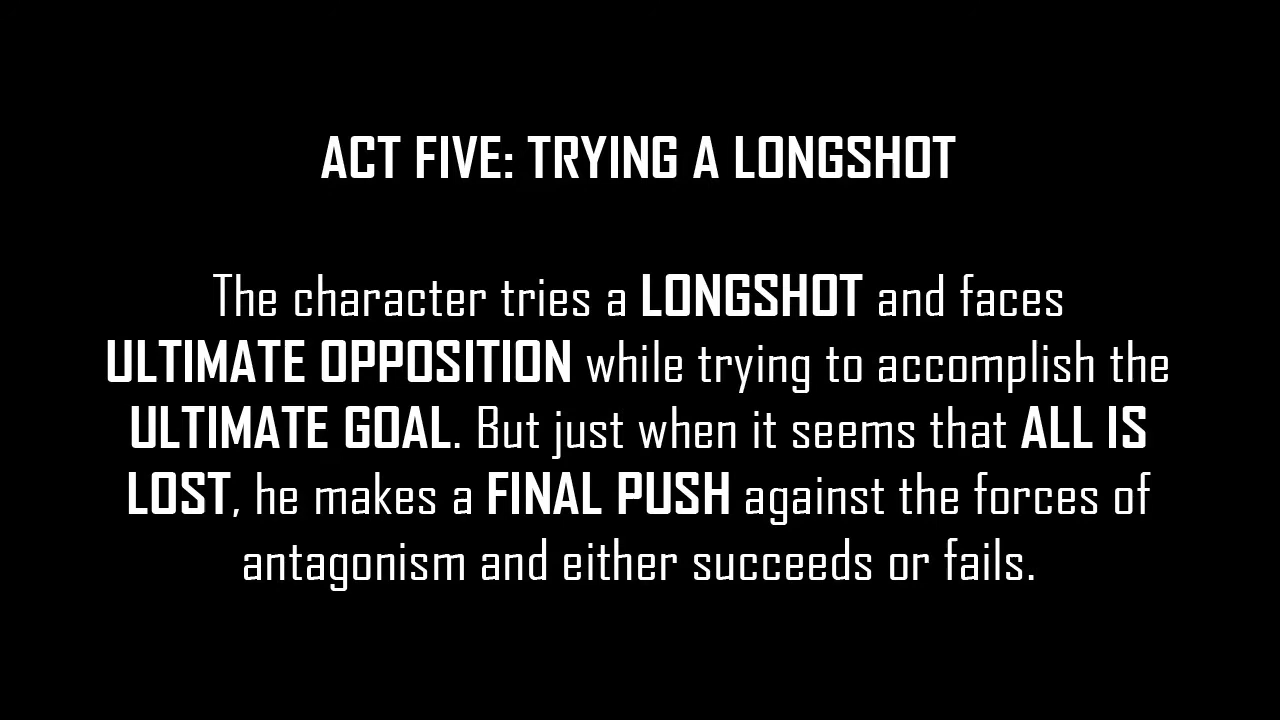 ACT FIVE: TRYING A LONGSHOT
The character tries a LONGSHOT and faces
ULTIMATE OPPOSITION while trying to accomplish the
ULTIMATE GOAL. But just when it seems that ALL IS
LOST, he makes a FINAL PUSH against the forces of
antagonism and either succeeds or fails.